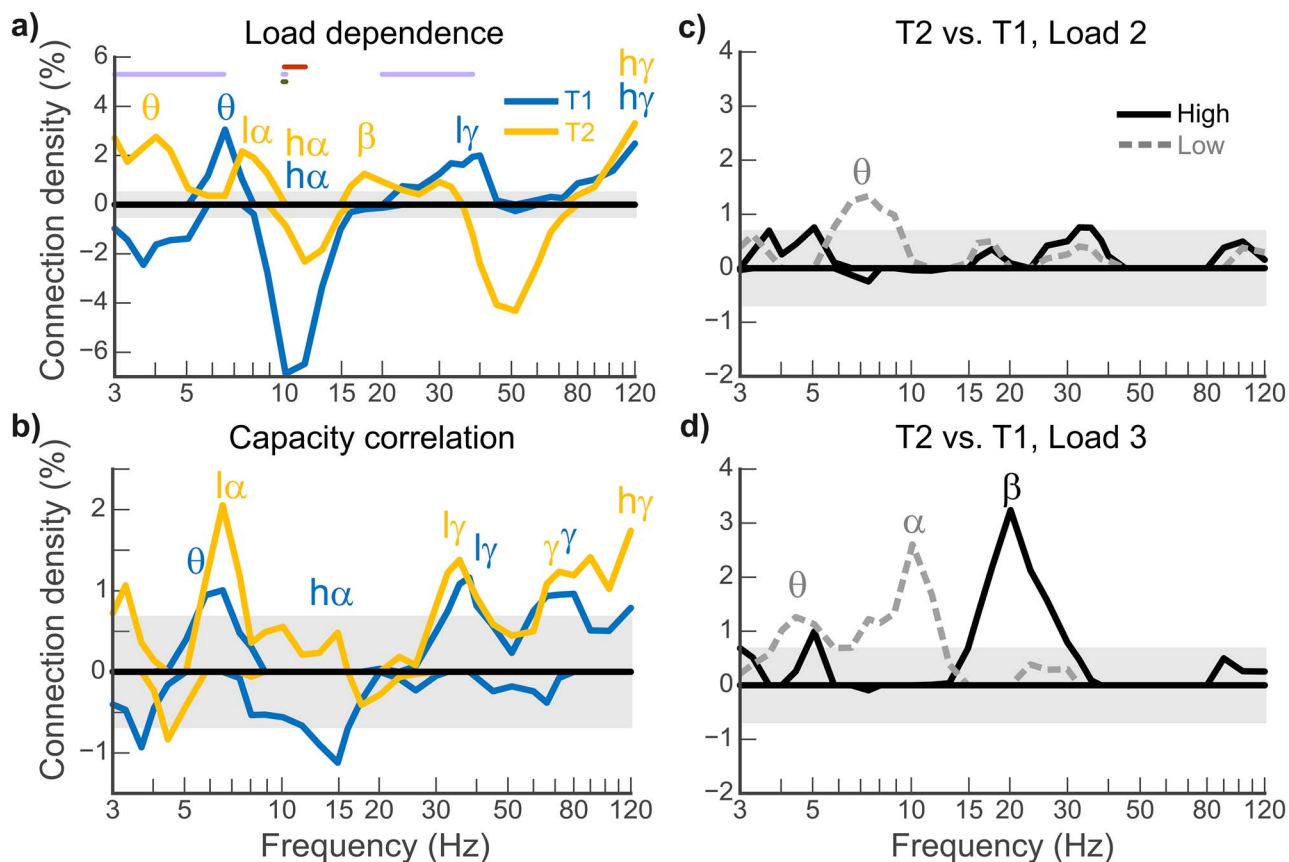 a)
Load dependence
Connection density (%)
6
4
2
0
−2
−4
−6
θ
θ
lα
hα
hα
β
lγ
hγ
hγ
T1
T2
3
5
10
15
20
30
50
80
120
b)
Capacity correlation
Connection density (%)
2
1
0
−1
θ
lα
hα
lγ
lγ
γ
γ
hγ
3
5
10
15
20
30
50
80
120
Frequency (Hz)
c)
T2 vs. T1, Load 2
4
3
2
1
0
−1
−2
θ
High
Low
3
5
10
15
20
30
50
80
120
d)
T2 vs. T1, Load 3
4
3
2
1
0
−1
−2
θ
α
β
3
5
10
15
20
30
50
80
120
Frequency (Hz)